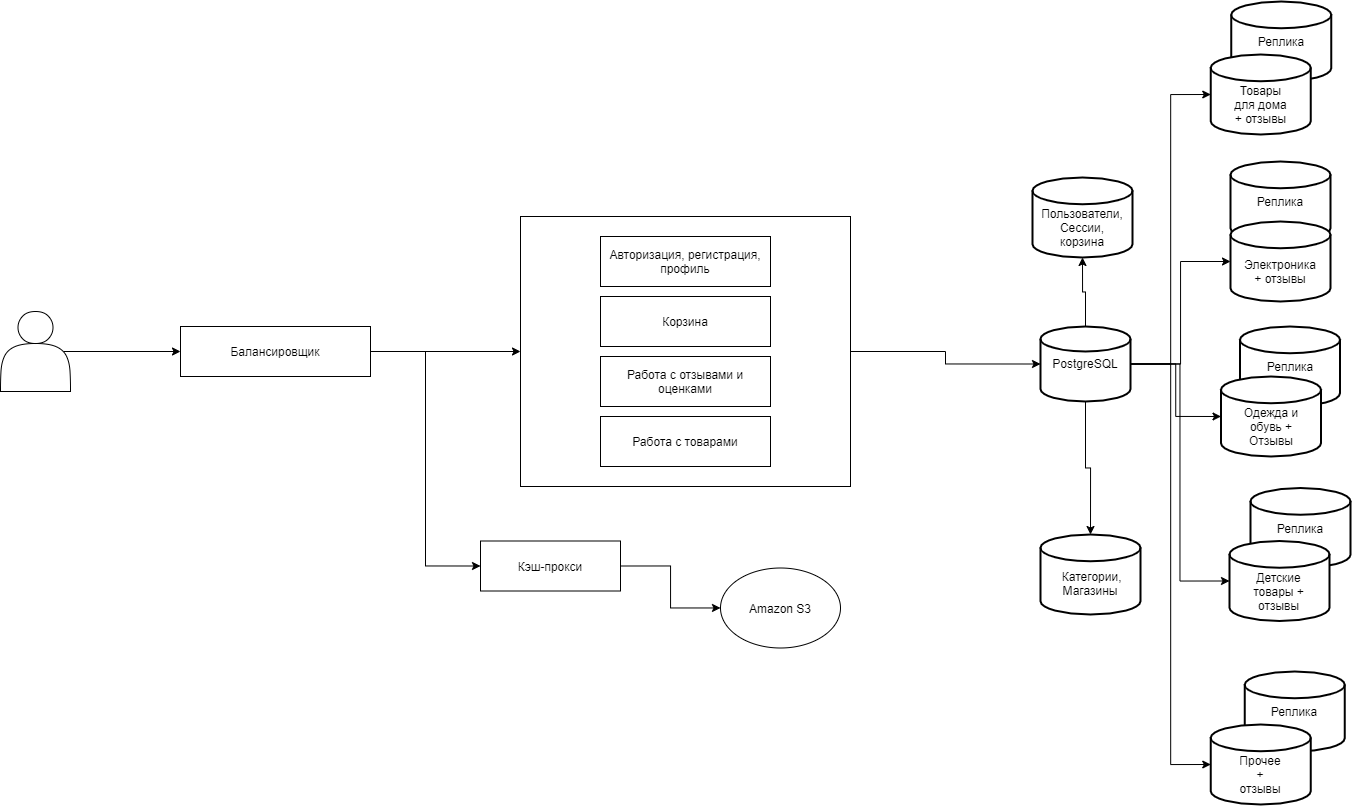 Реплика
Товары
для дома
+ отзывы
Реплика
Электроника
+ отзывы
Пользователи,
Сессии,
корзина
Авторизация, регистрация,
профиль
Корзина
Балансировщик
Работа с отзывами и
оценками
Работа с товарами
PostgreSQL
Реплика
Одежда и
обувь +
Отзывы
Кэш-прокси
Amazon S3
Категории,
Магазины
Реплика
Детские
товары +
отзывы
Реплика
Прочее
+
отзывы